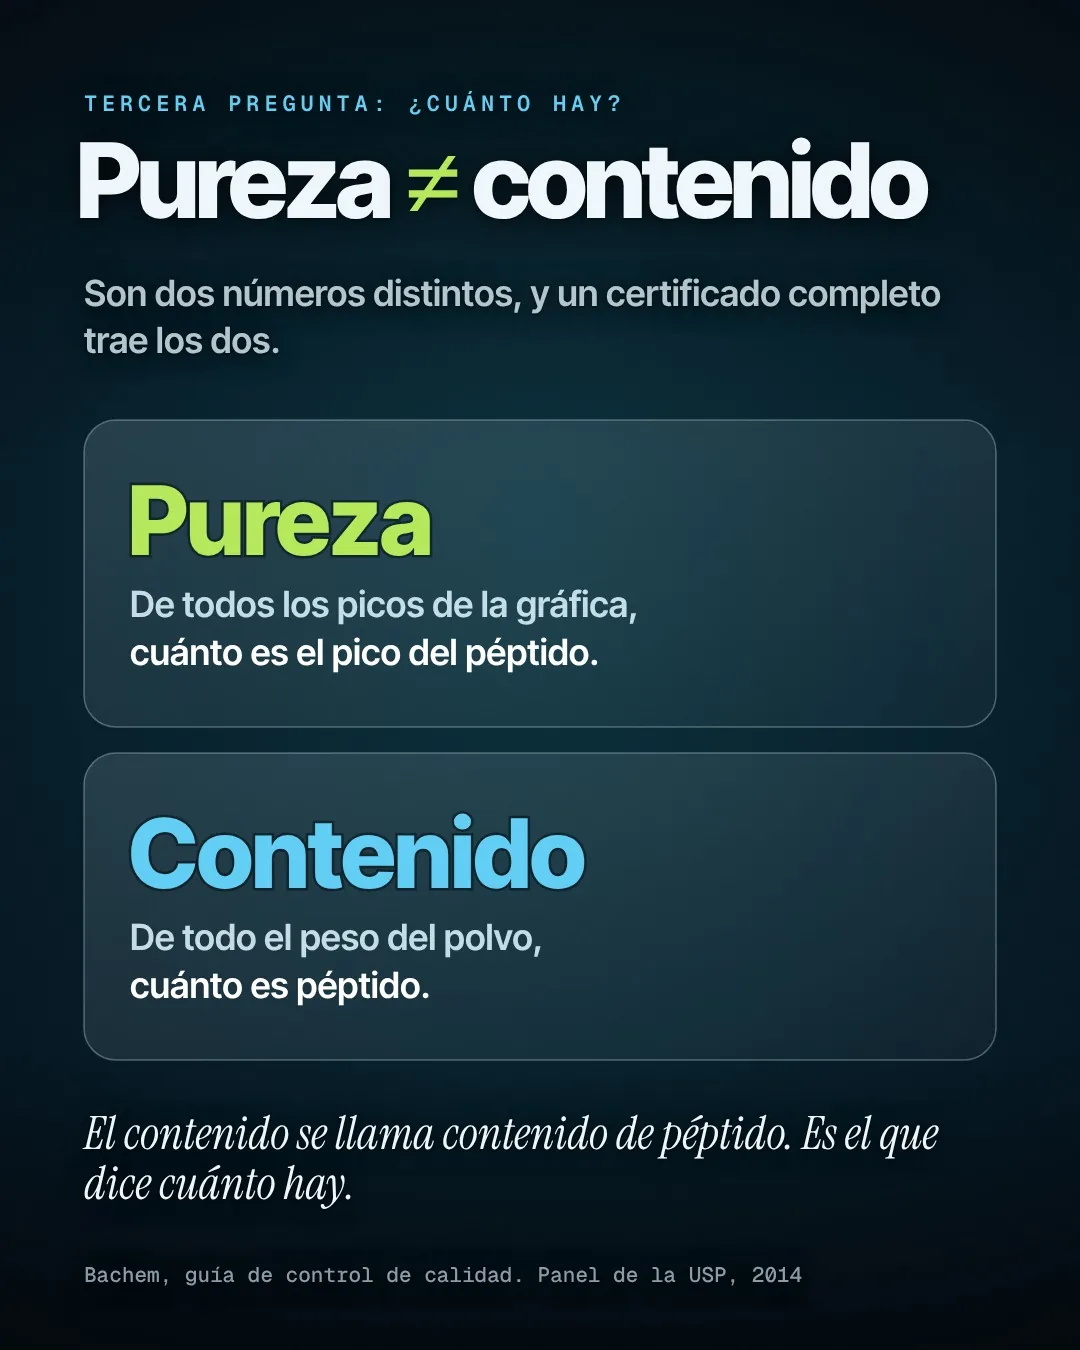 TERCERA PREGUNTA: ¿CUÁNTO HAY?
Pureza ≠ contenido
Son dos números distintos, y un certificado completo
trae los dos.
Pureza
De todos los picos de la gráfica,
cuánto es el pico del péptido.
Contenido
De todo el peso del polvo,
cuánto es péptido.
El contenido se llama contenido de péptido. Es el que
dice cuánto hay.
Bachem, guía de control de calidad. Panel de la USP, 2014